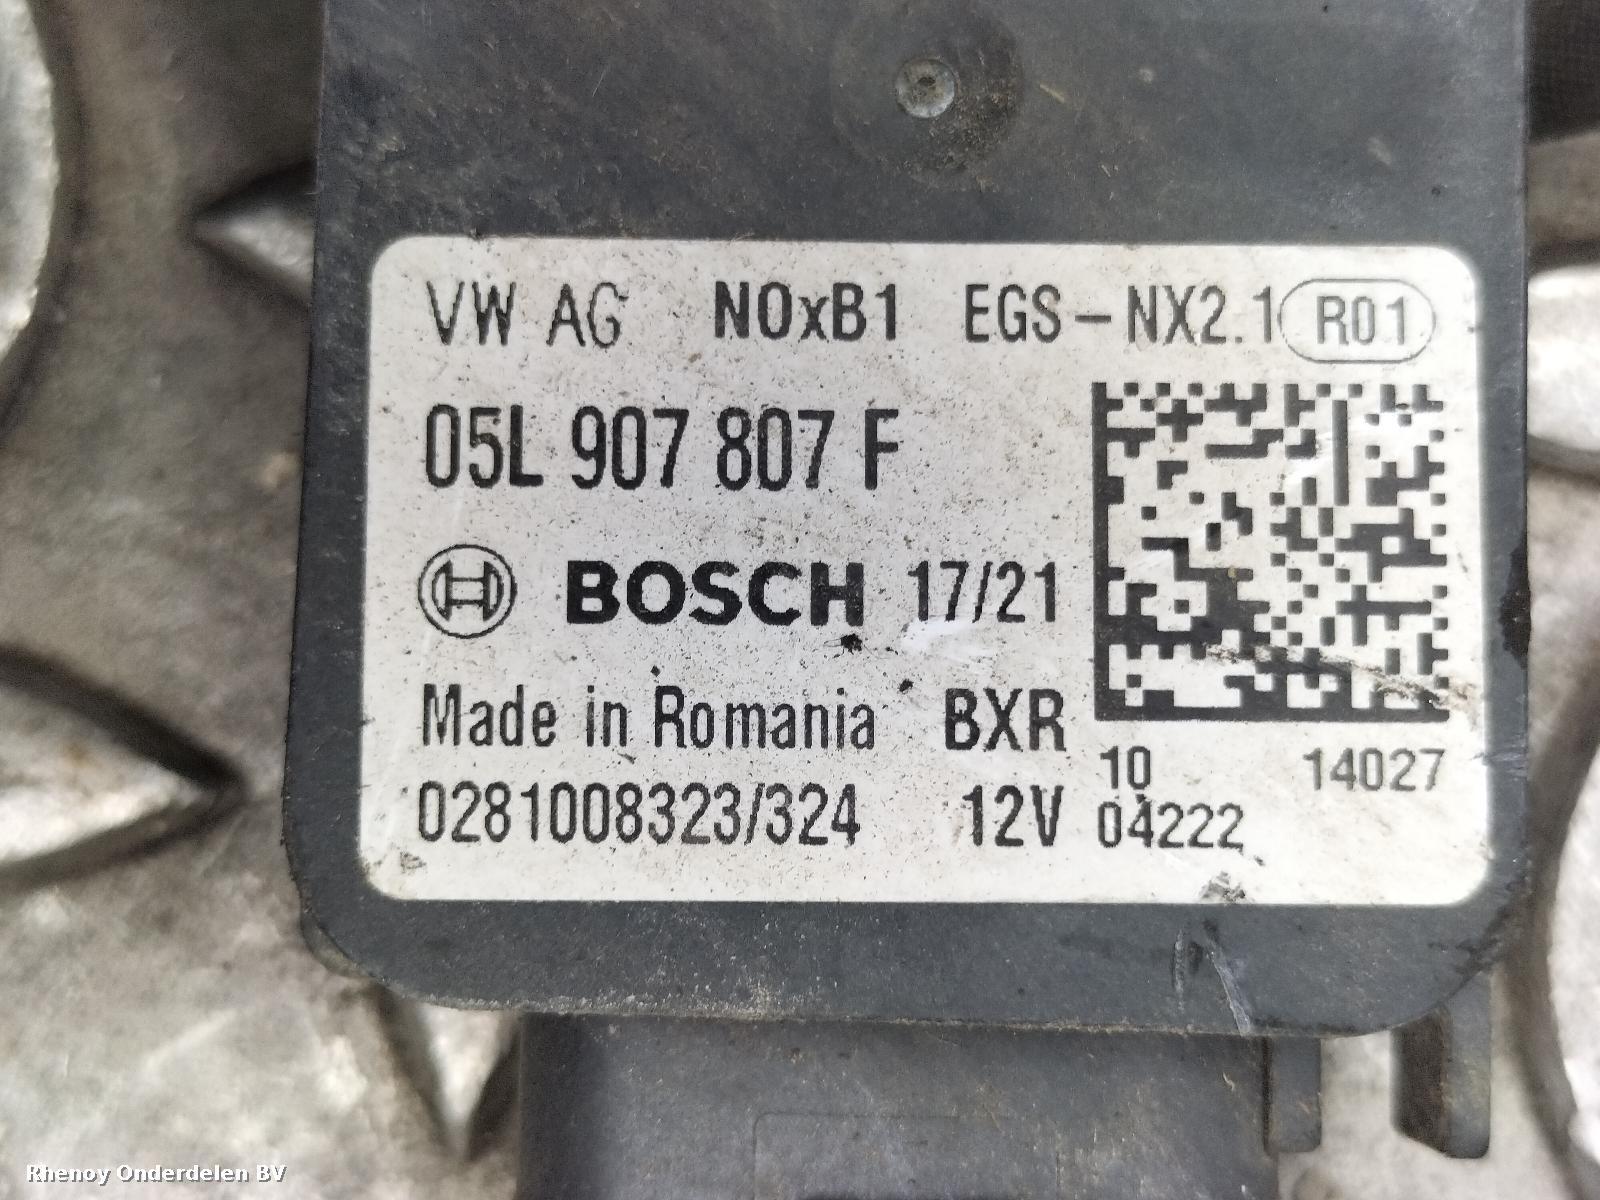 VW AG NOxB1 EGS-NX2.1 R01
05L 907 807 F
BOSCH 17/21
Made in Romania BXR
10 14027
0281008323/324 12V 04222
Rhenoy Onderdelen BV